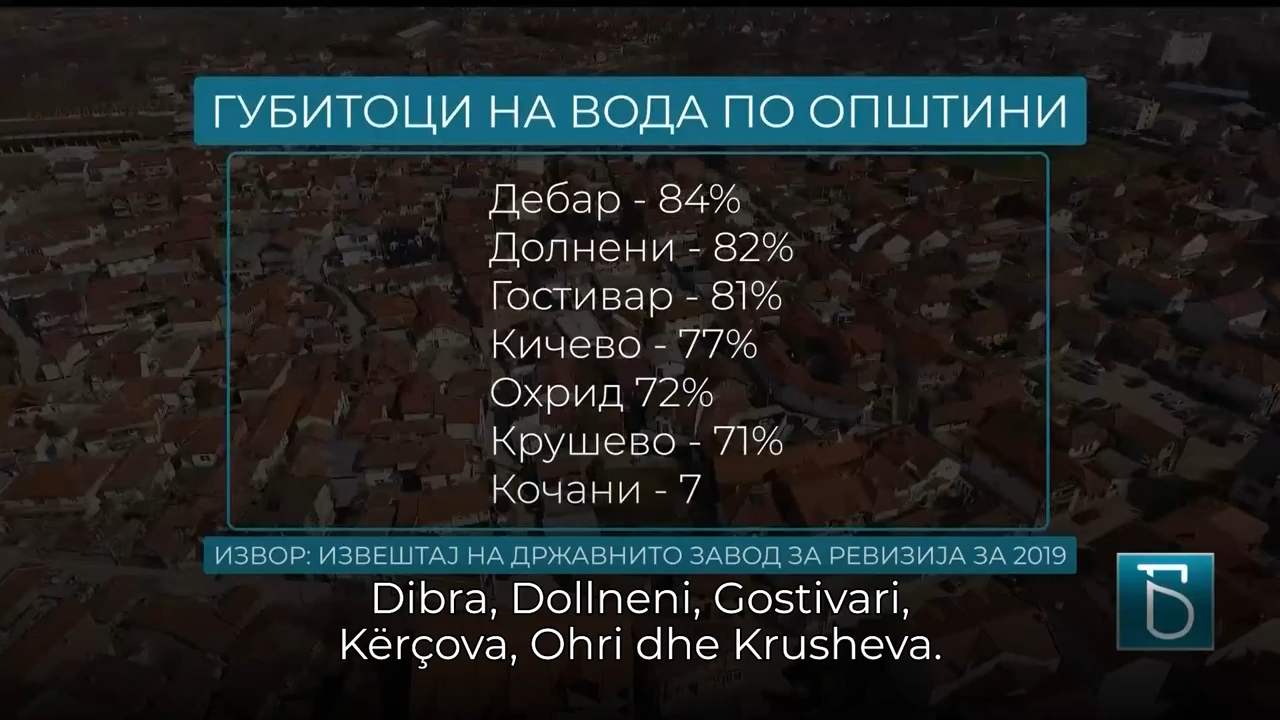 ГУБИТОЦИ НА ВОДА ПО ОПШТИНИ
Дебар - 84%
Долнени - 82%
Гостивар - 81%
Кичево - 77%
Охрид 72%
Крушево - 71%
Кочани - 7
ИЗВОР: ИЗВЕШТАЈ НА ДРЖАВНИТО ЗАВОД ЗА РЕВИЗИЈА ЗА 2019
Dibra, Dollneni, Gostivari,
Kërçova, Ohri dhe Krusheva.